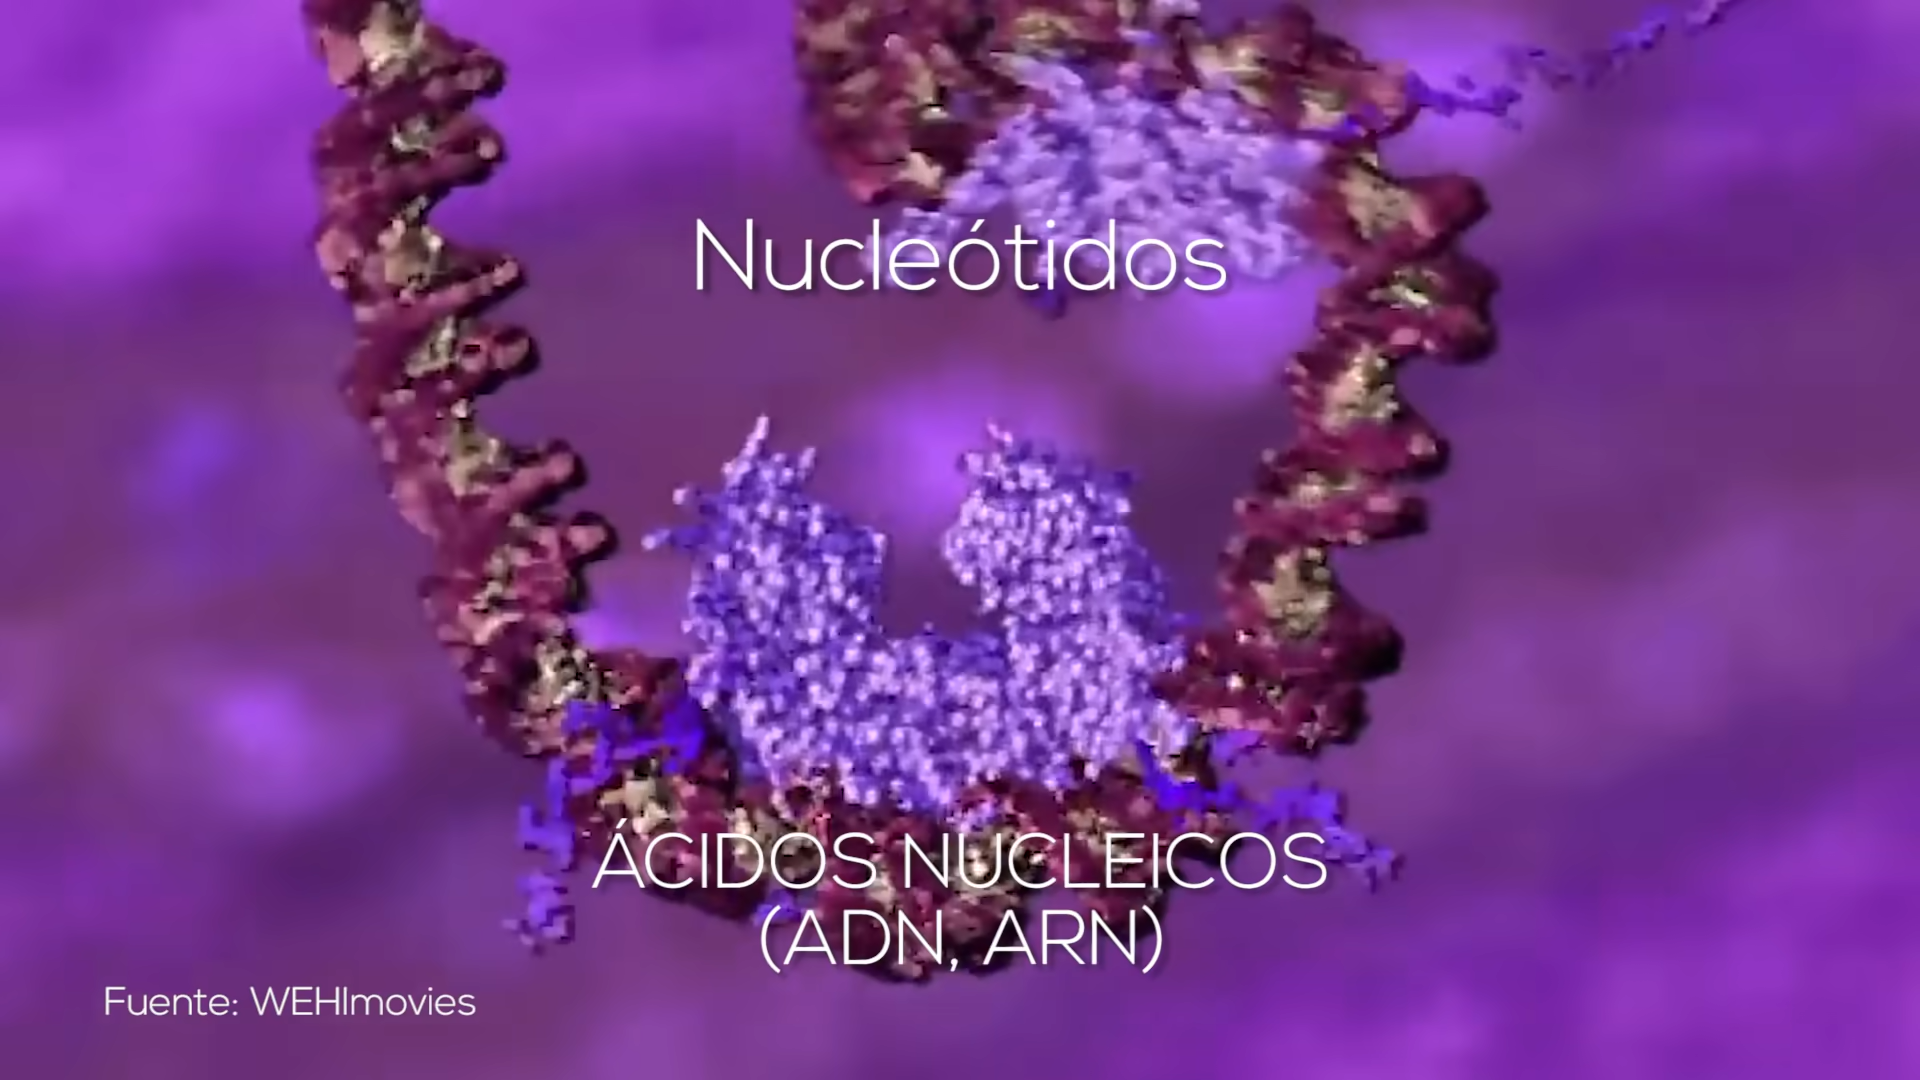 Nucleótidos
ÁCIDOS NUCLEICOS
(ADN, ARN)
Fuente: WEHImovies